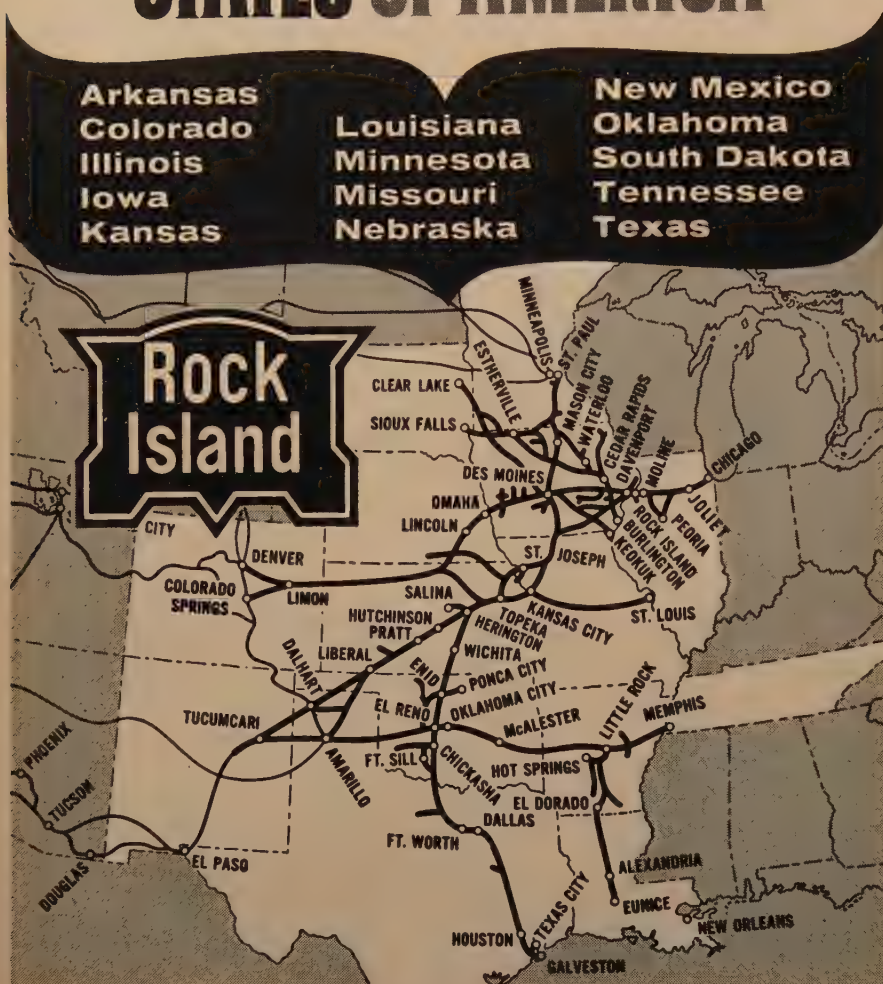 STATES OF AMERICA
Arkansas
Colorado
Illinois
Iowa
Kansas
Louisiana
Minnesota
Missouri
Nebraska
New Mexico
Oklahoma
South Dakota
Tennessee
Texas
Rock
Island
MINNEAPOLIS
ST. PAUL
ESTHERVILLE
CLEAR LAKE
MASON CITY
WATERLOO
CEDAR RAPIDS
DAVENPORT
MOLINE
SIOUX FALLS
CHICAGO
DES MOINES
JOLIET
OMAHA
PEORIA
ROCK ISLAND
LINCOLN
BURLINGTON
KEOKUK
CITY
DENVER
ST. JOSEPH
COLORADO
SPRINGS
LIMON
SALINA
KANSAS CITY
ST. LOUIS
TOPEKA
HERINGTON
HUTCHINSON
PRATT
WICHITA
LIBERAL
DALHART
ENID
PONCA CITY
LITTLE ROCK
TUCUMCARI
EL RENO
OKLAHOMA CITY
MEMPHIS
McALESTER
PHOENIX
AMARILLO
FT. SILL
CHICKASHA
HOT SPRINGS
TUCSON
EL DORADO
DALLAS
FT. WORTH
EL PASO
DOUGLAS
ALEXANDRIA
EUNICE
NEW ORLEANS
TEXAS CITY
HOUSTON
GALVESTON